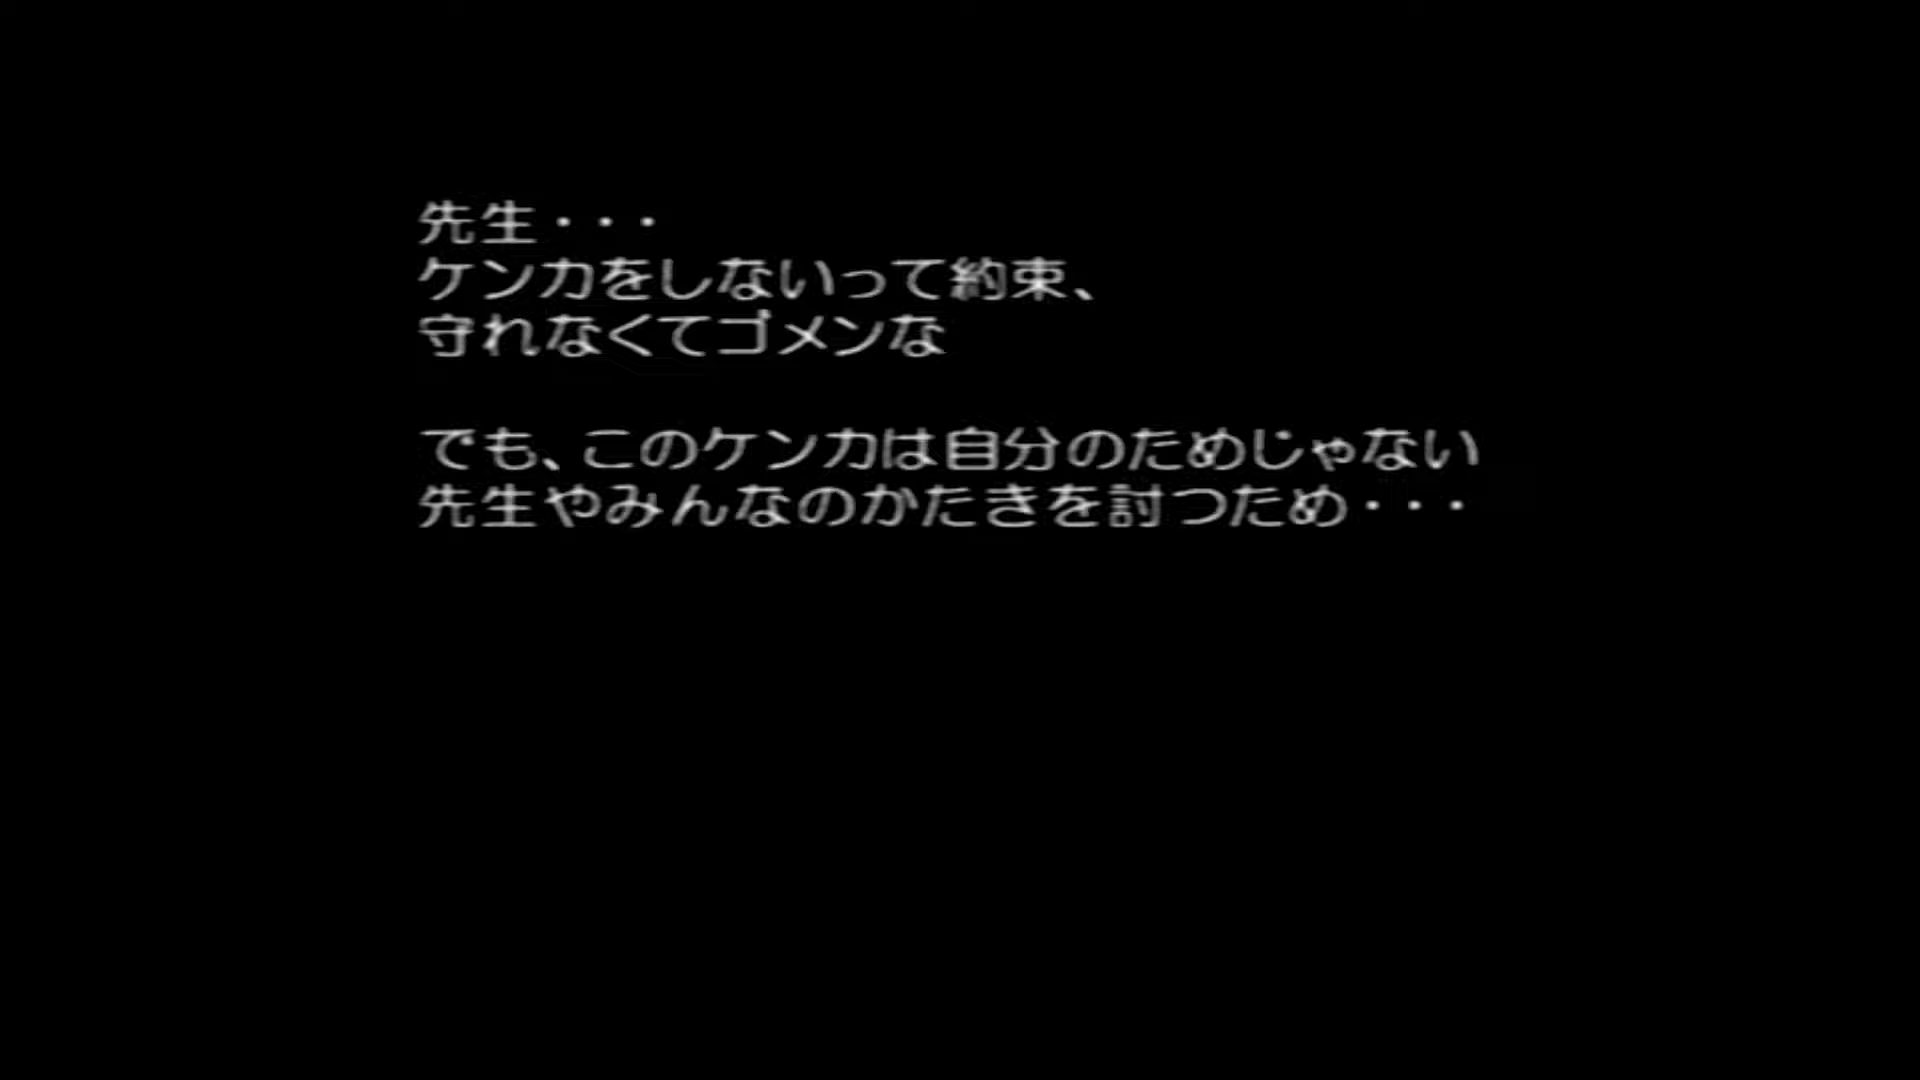 先生・・・
ケンカをしないって約束、
守れなくてゴメンな
でも、このケンカは自分のためじゃない
先生やみんなのかたきを討つため・・・